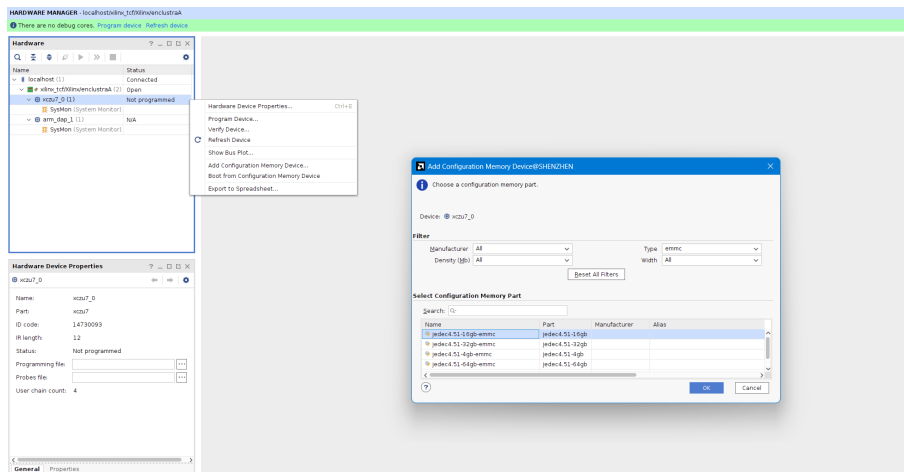 HARDWARE MANAGER - localhost/xilinx_tcf/Xilinx/enclustraA
There are no debug cores. Program device Refresh device
Hardware
Name Status
localhost (1) Connected
xilinx_tcf/Xilinx/enclustraA (2) Open
xczu7_0 (1) Not programmed
SysMon (System Monitor)
arm_dap_1 (1) N/A
SysMon (System Monitor)
Hardware Device Properties... Ctrl+E
Program Device...
Verify Device...
Refresh Device
Show Bus Plot...
Add Configuration Memory Device...
Boot from Configuration Memory Device
Export to Spreadsheet...
Add Configuration Memory Device@SHENZHEN
Choose a configuration memory part.
Device: xczu7_0
Filter
Manufacturer All Type emmc
Density (Mb) All Width All
Reset All Filters
Select Configuration Memory Part
Search:
Name Part Manufacturer Alias
jedec4.51-16gb-emmc jedec4.51-16gb
jedec4.51-32gb-emmc jedec4.51-32gb
jedec4.51-4gb-emmc jedec4.51-4gb
jedec4.51-64gb-emmc jedec4.51-64gb
OK Cancel
Hardware Device Properties
xczu7_0
Name: xczu7_0
Part: xczu7
ID code: 14730093
IR length: 12
Status: Not programmed
Programming file:
Probes file:
User chain count: 4
General Properties